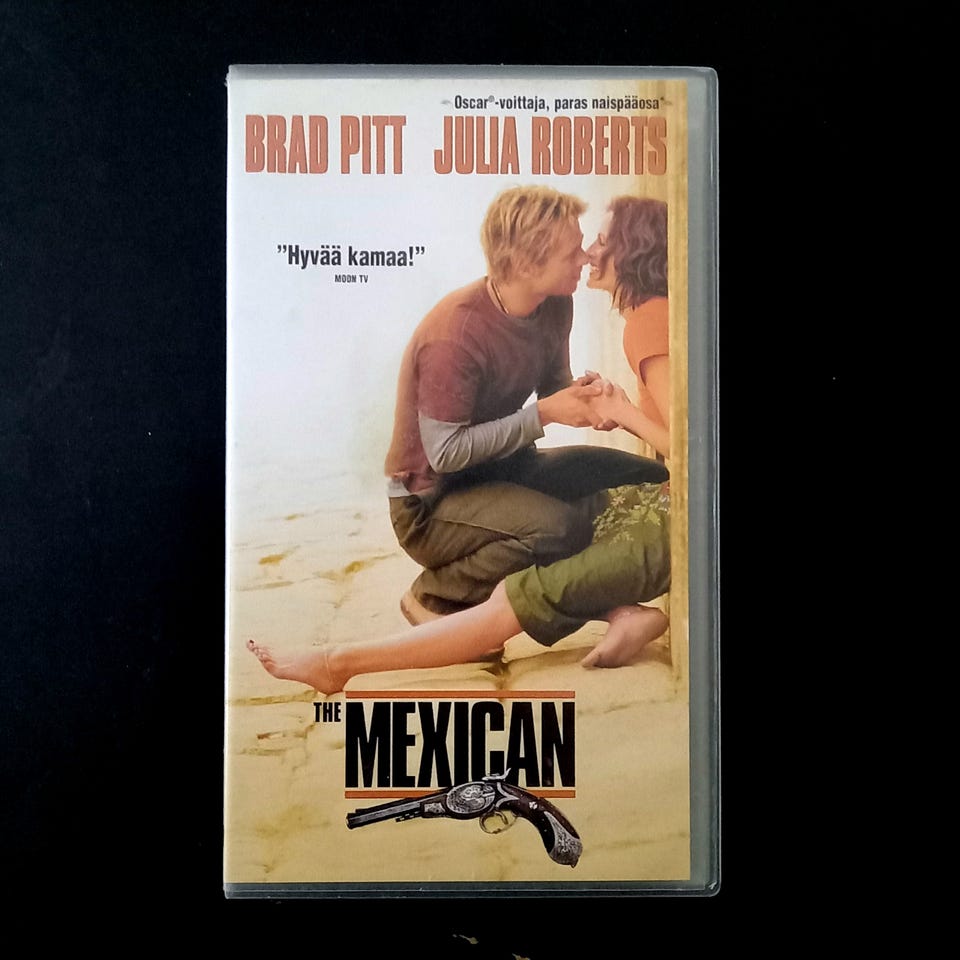 Oscar®-voittaja, paras naispääosa*
BRAD PITT JULIA ROBERTS
"Hyvää kamaa!"
MOON TV
THE MEXICAN